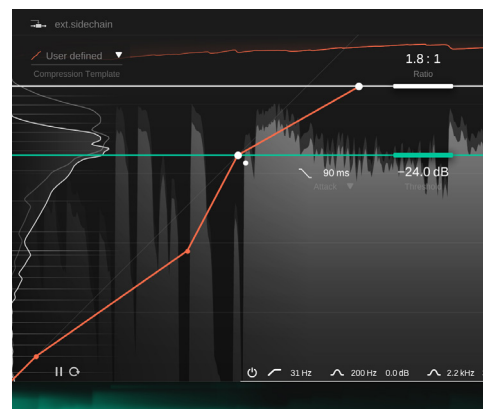 ext.sidechain
User defined
Compression Template
1.8 : 1
Ratio
90 ms
Attack
−24.0 dB
Threshold
31 Hz 200 Hz 0.0 dB 2.2 kHz